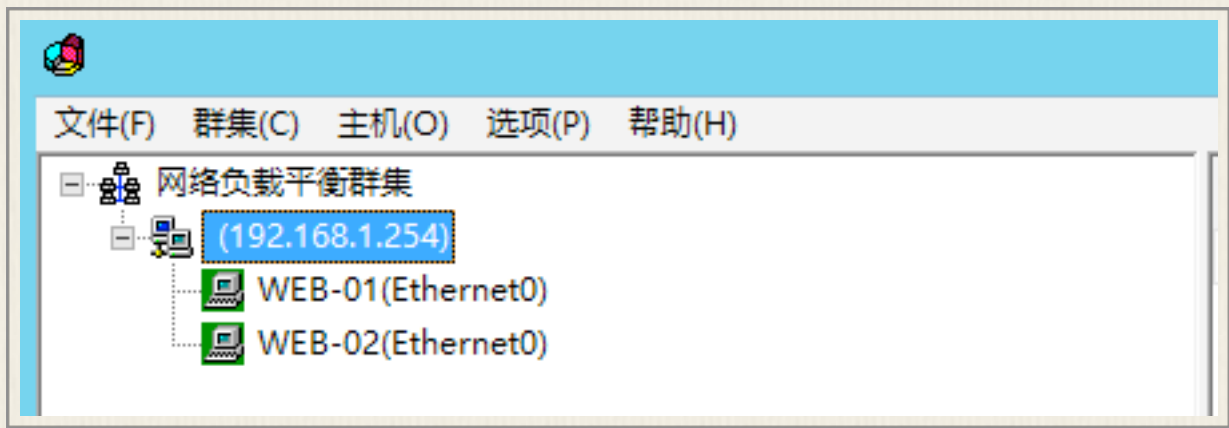 文件(F) 群集(C) 主机(O) 选项(P) 帮助(H)
网络负载平衡群集
(192.168.1.254)
WEB-01(Ethernet0)
WEB-02(Ethernet0)